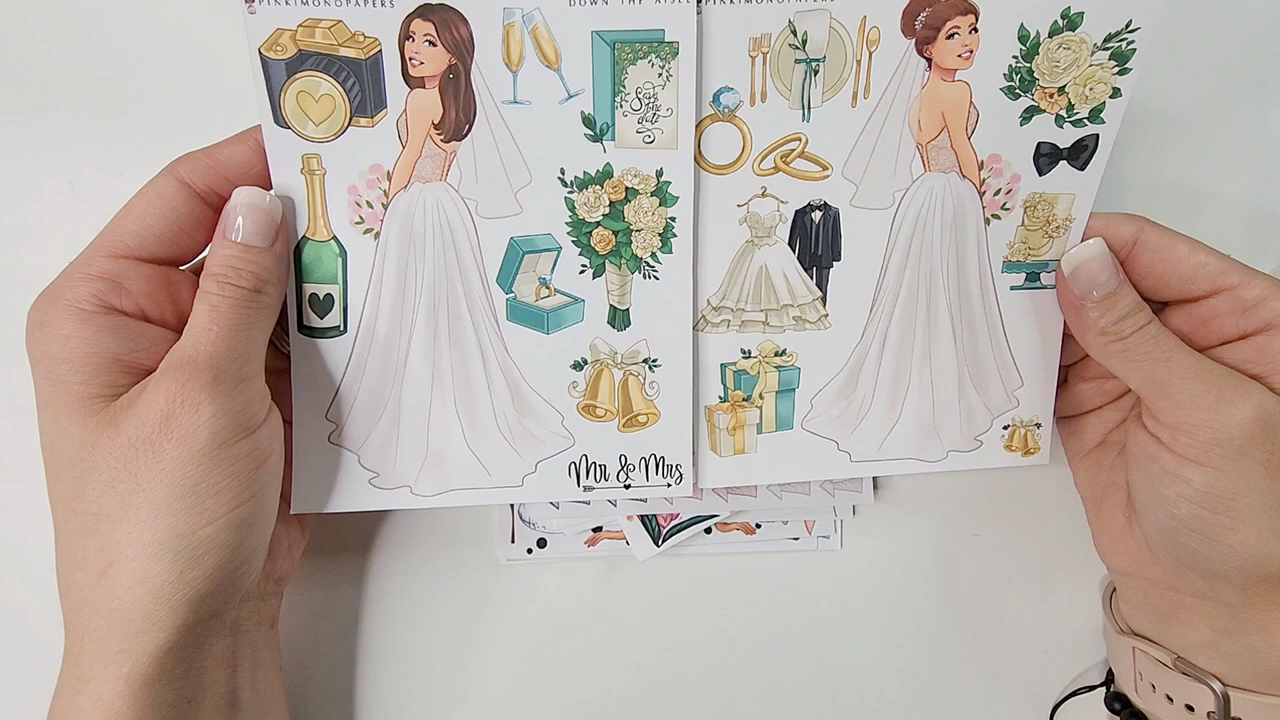 PINKIMONOPAPERS
DOWN THE AISLE
PINKIMONOPAPERS
Save
the
date
Mr & Mrs